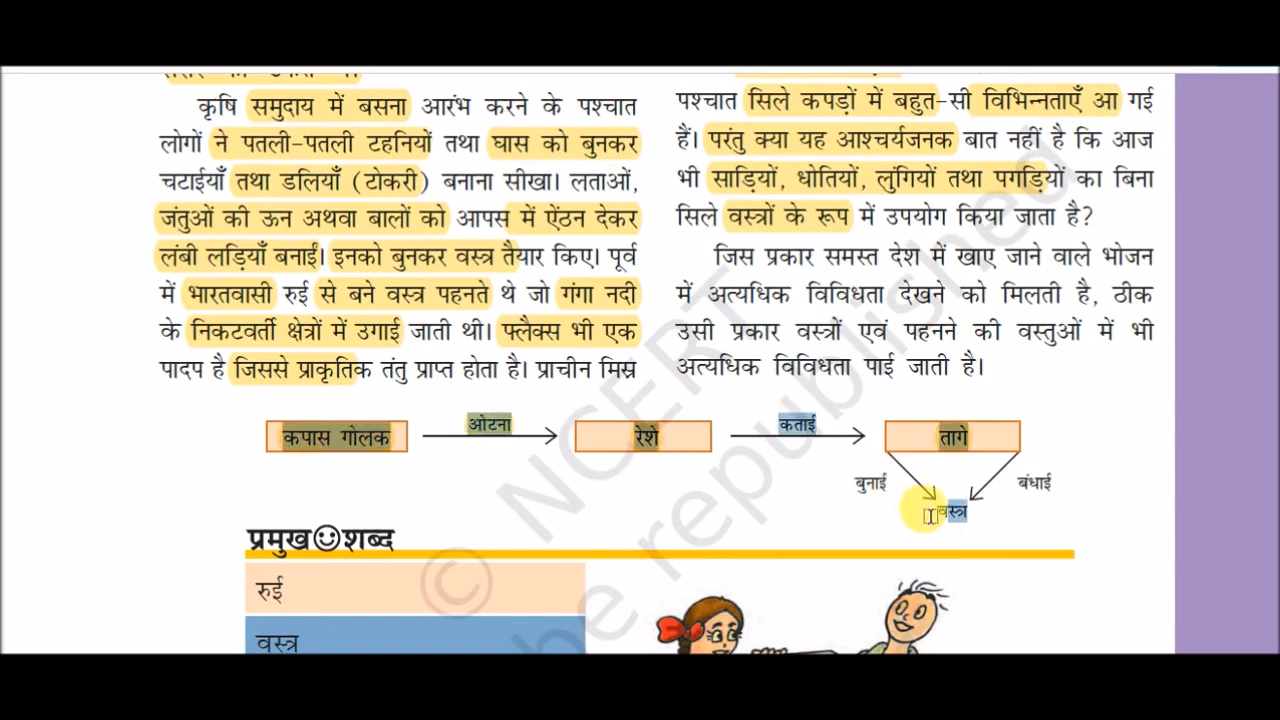 कृषि समुदाय में बसना आरंभ करने के पश्चात
लोगों ने पतली-पतली टहनियों तथा घास को बुनकर
चटाईयाँ तथा डलियाँ (टोकरी) बनाना सीखा। लताओं,
जंतुओं की ऊन अथवा बालों को आपस में ऐंठन देकर
लंबी लड़ियाँ बनाईं। इनको बुनकर वस्त्र तैयार किए। पूर्व
में भारतवासी रुई से बने वस्त्र पहनते थे जो गंगा नदी
के निकटवर्ती क्षेत्रों में उगाई जाती थी। फ्लैक्स भी एक
पादप है जिससे प्राकृतिक तंतु प्राप्त होता है। प्राचीन मिस्र
पश्चात सिले कपड़ों में बहुत-सी विभिन्नताएँ आ गई
हैं। परंतु क्या यह आश्चर्यजनक बात नहीं है कि आज
भी साड़ियों, धोतियों, लुंगियों तथा पगड़ियों का बिना
सिले वस्त्रों के रूप में उपयोग किया जाता है?
जिस प्रकार समस्त देश में खाए जाने वाले भोजन
में अत्यधिक विविधता देखने को मिलती है, ठीक
उसी प्रकार वस्त्रों एवं पहनने की वस्तुओं में भी
अत्यधिक विविधता पाई जाती है।
कपास गोलक ओटना रेशे कताई तागे
बुनाई बंधाई
वस्त्र
प्रमुख शब्द
रुई
वस्त्र
© NCERT
be republished